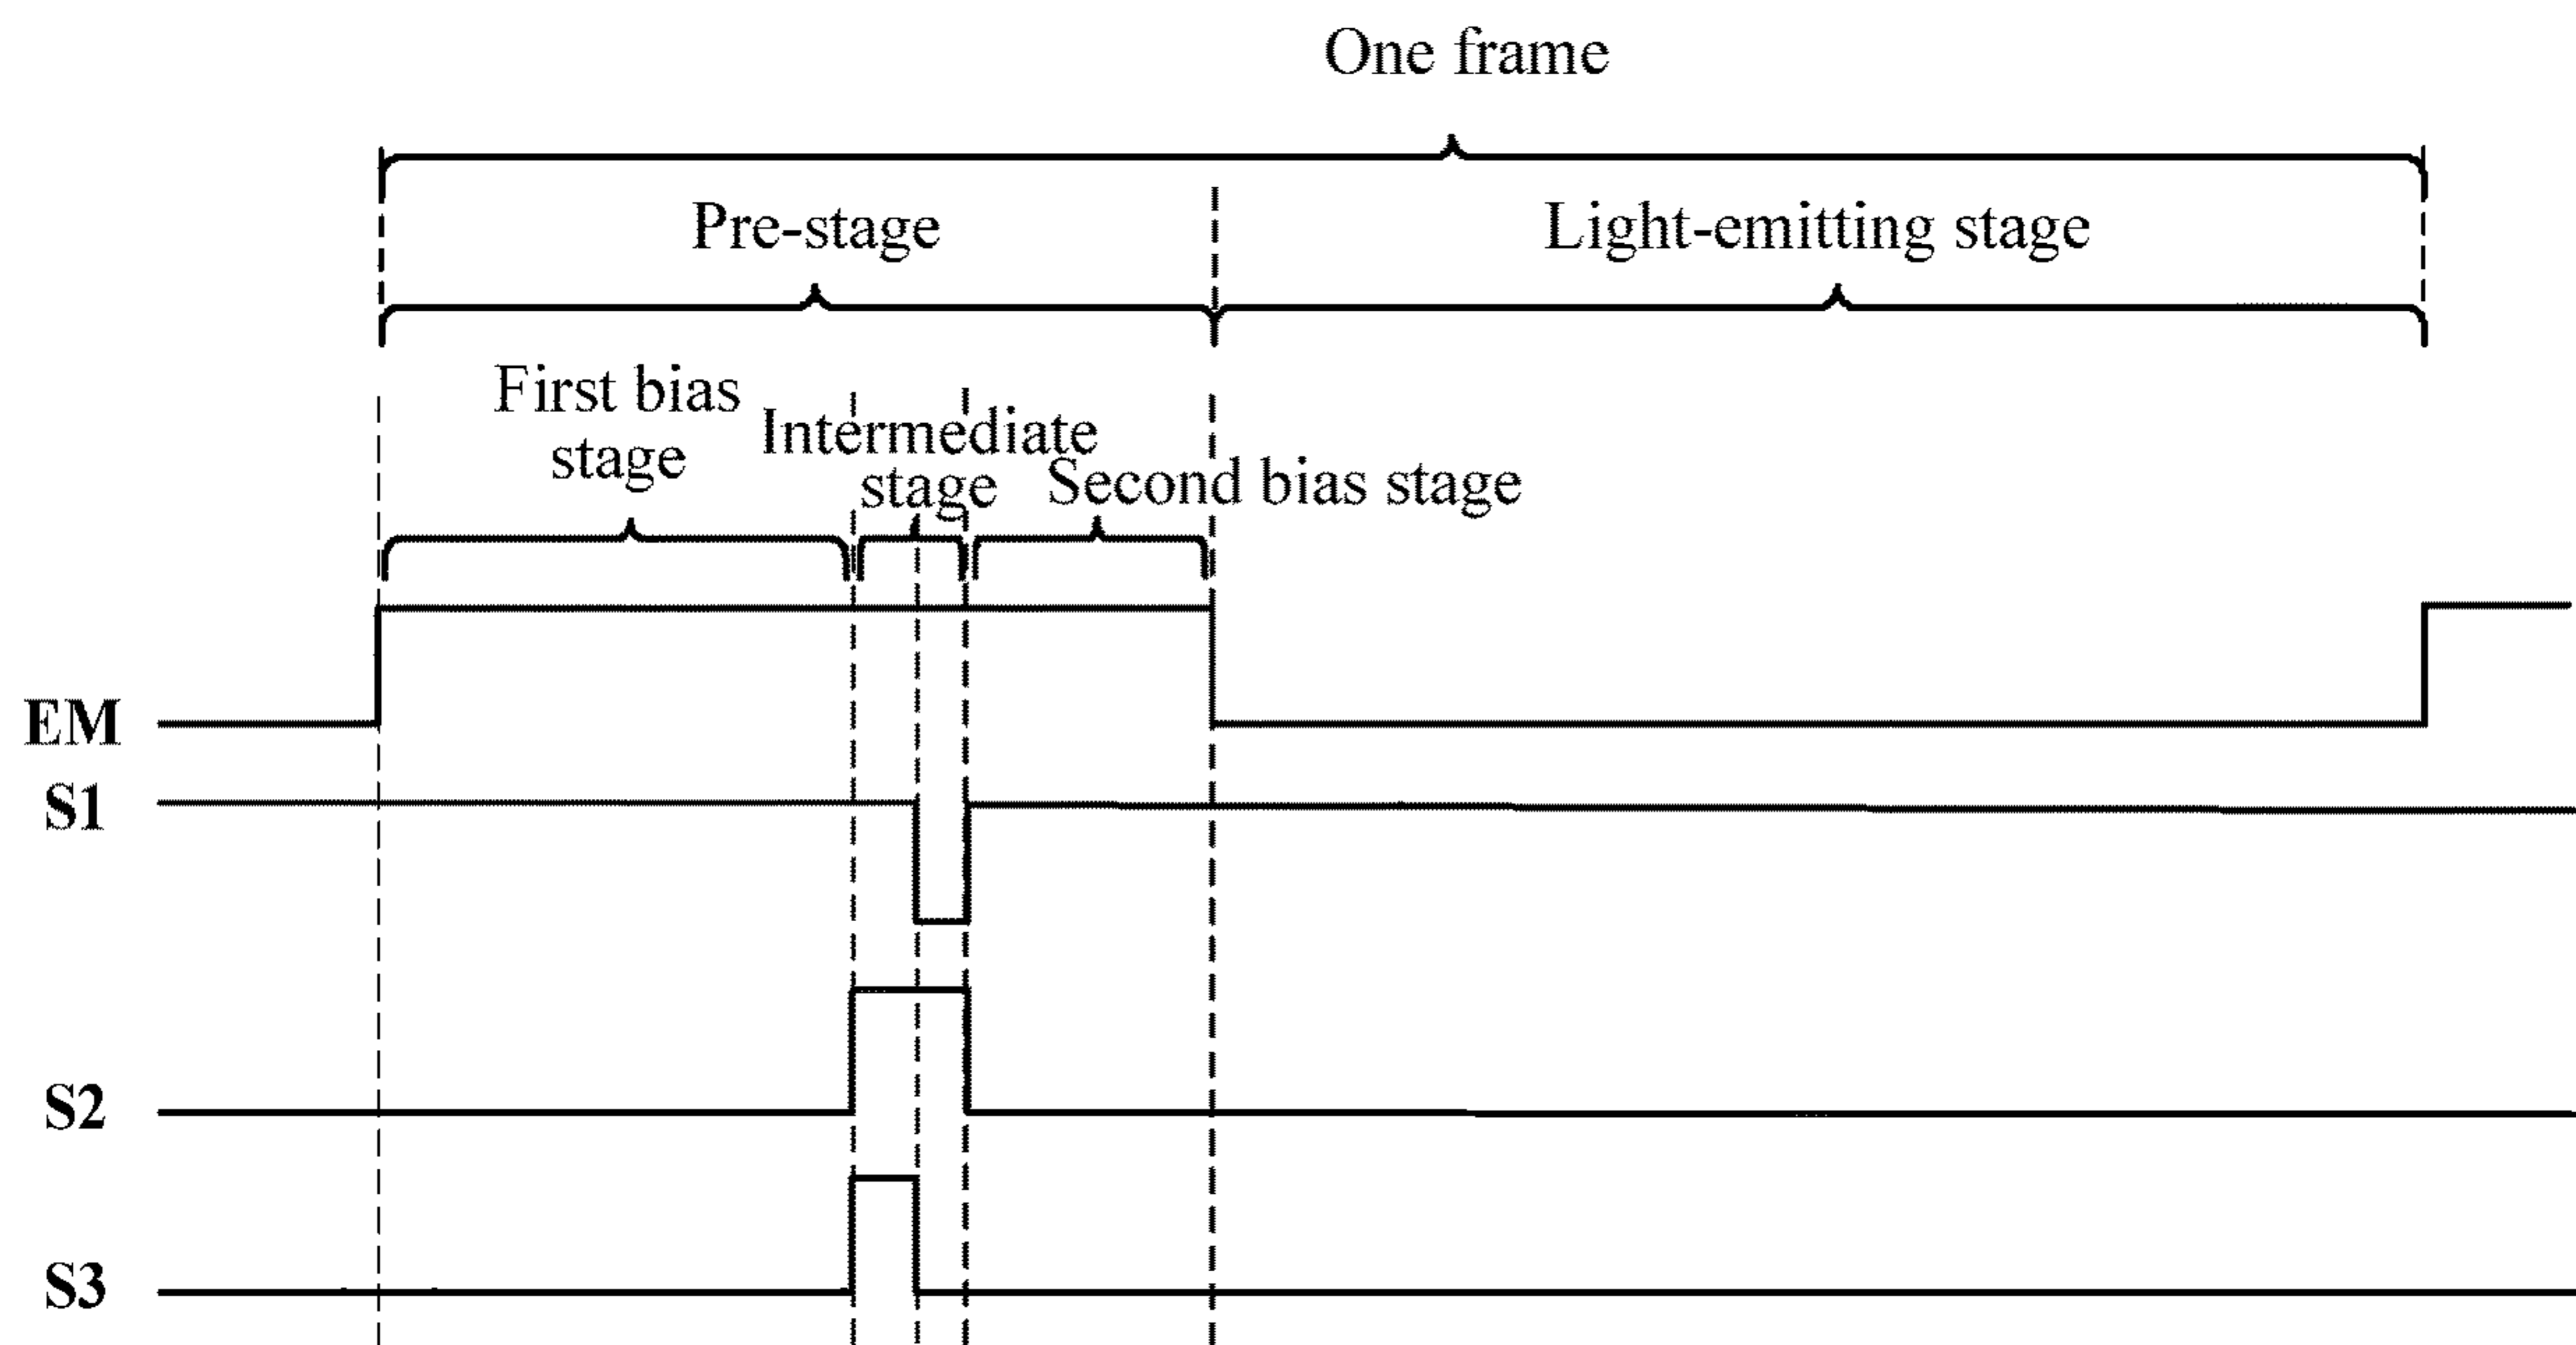 One frame
Pre-stage
Light-emitting stage
First bias
stage
Intermediate
stage
Second bias stage
EM
S1
S2
S3